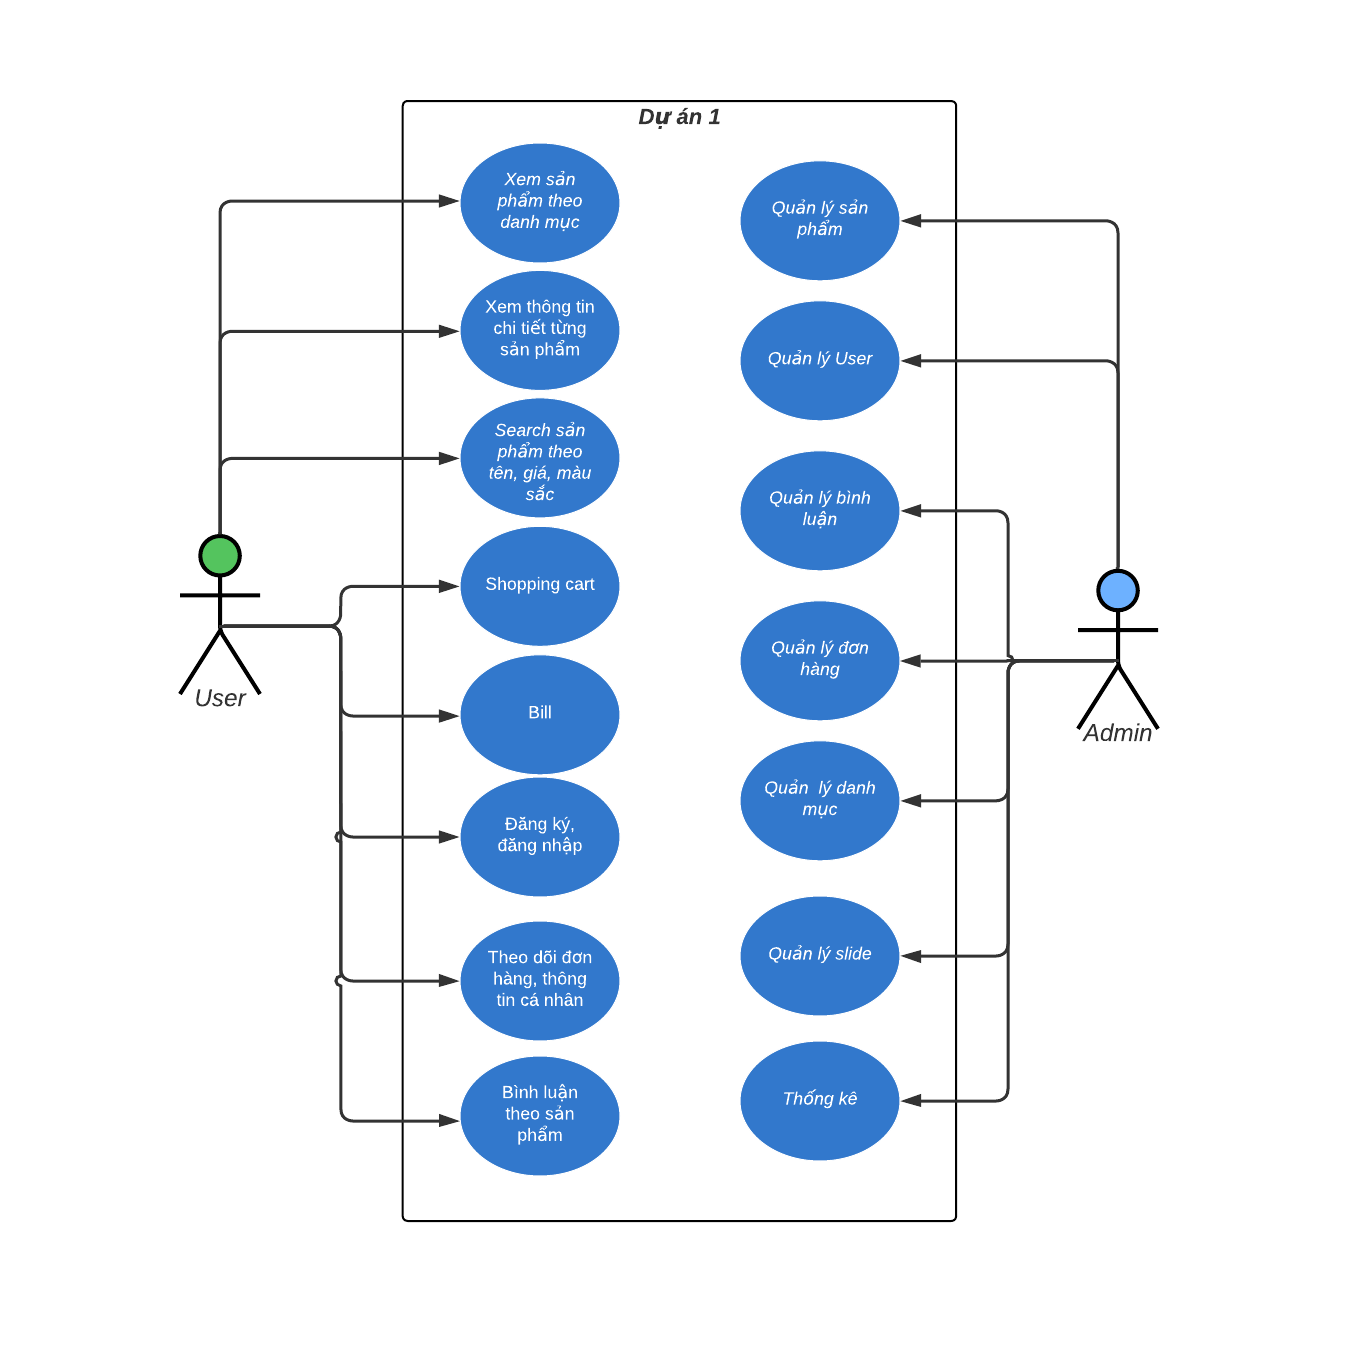 Dự án 1
Xem sản
phẩm theo
danh mục
Xem thông tin
chi tiết từng
sản phẩm
Search sản
phẩm theo
tên, giá, màu
sắc
Shopping cart
Bill
Đăng ký,
đăng nhập
Theo dõi đơn
hàng, thông
tin cá nhân
Bình luận
theo sản
phẩm
Quản lý sản
phẩm
Quản lý User
Quản lý bình
luận
Quản lý đơn
hàng
Quản  lý danh
mục
Quản lý slide
Thống kê
User
Admin